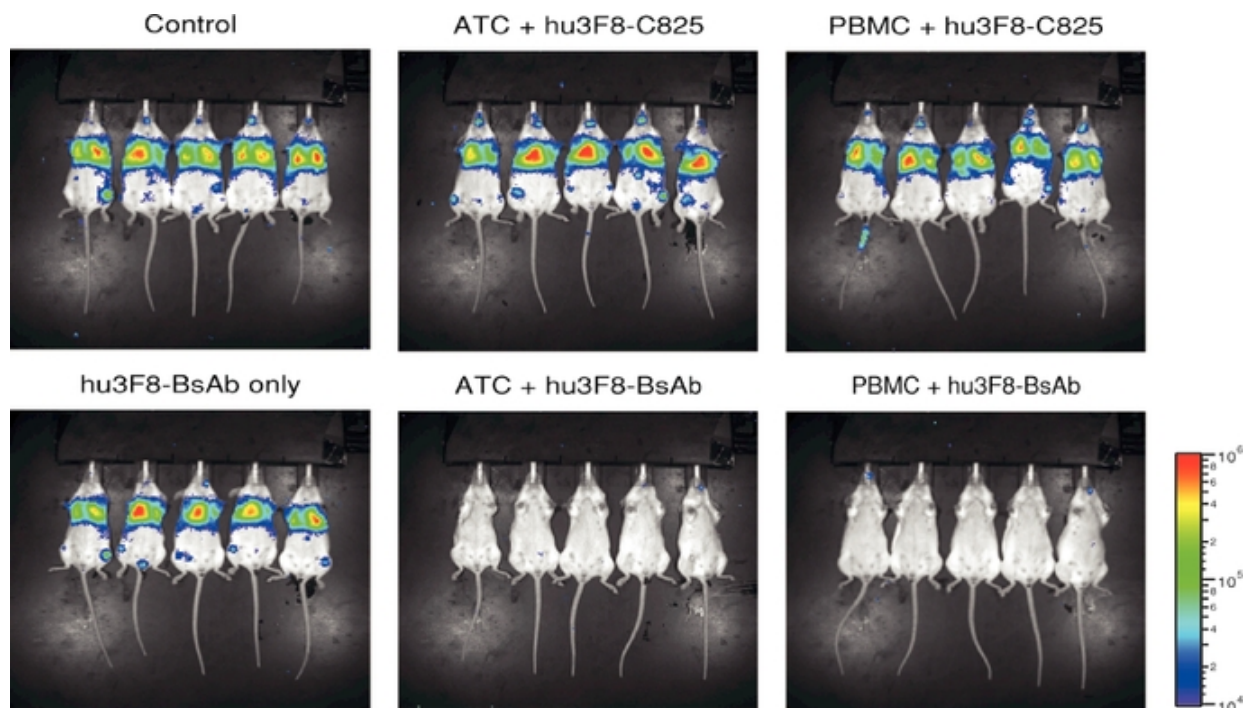 Control
ATC + hu3F8-C825
PBMC + hu3F8-C825
hu3F8-BsAb only
ATC + hu3F8-BsAb
PBMC + hu3F8-BsAb
10⁶
8
6
4
2
10⁵
8
6
4
2
10⁴